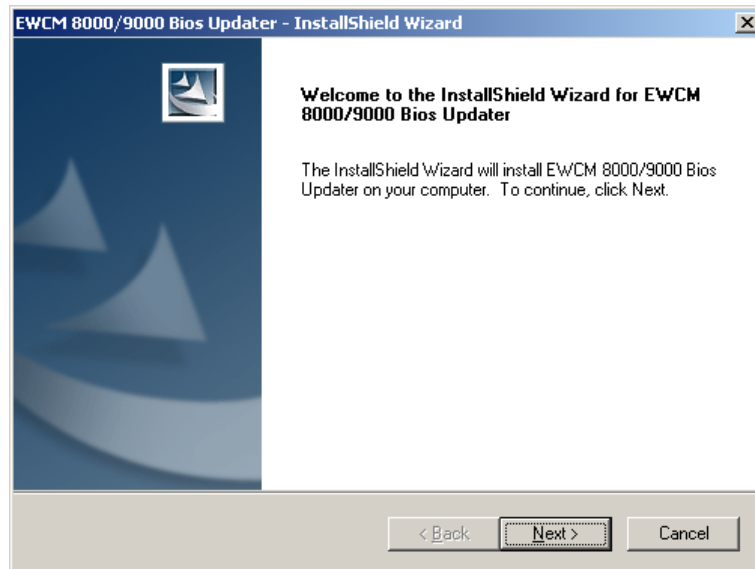 EWCM 8000/9000 Bios Updater - InstallShield Wizard
Welcome to the InstallShield Wizard for EWCM
8000/9000 Bios Updater
The InstallShield Wizard will install EWCM 8000/9000 Bios
Updater on your computer. To continue, click Next.
< Back Next > Cancel